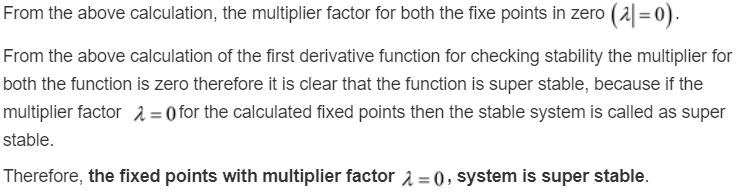 From the above calculation, the multiplier factor for both the fixe points in zero (λ|=0).
From the above calculation of the first derivative function for checking stability the multiplier for
both the function is zero therefore it is clear that the function is super stable, because if the
multiplier factor λ=0 for the calculated fixed points then the stable system is called as super
stable.
Therefore, the fixed points with multiplier factor λ=0, system is super stable.